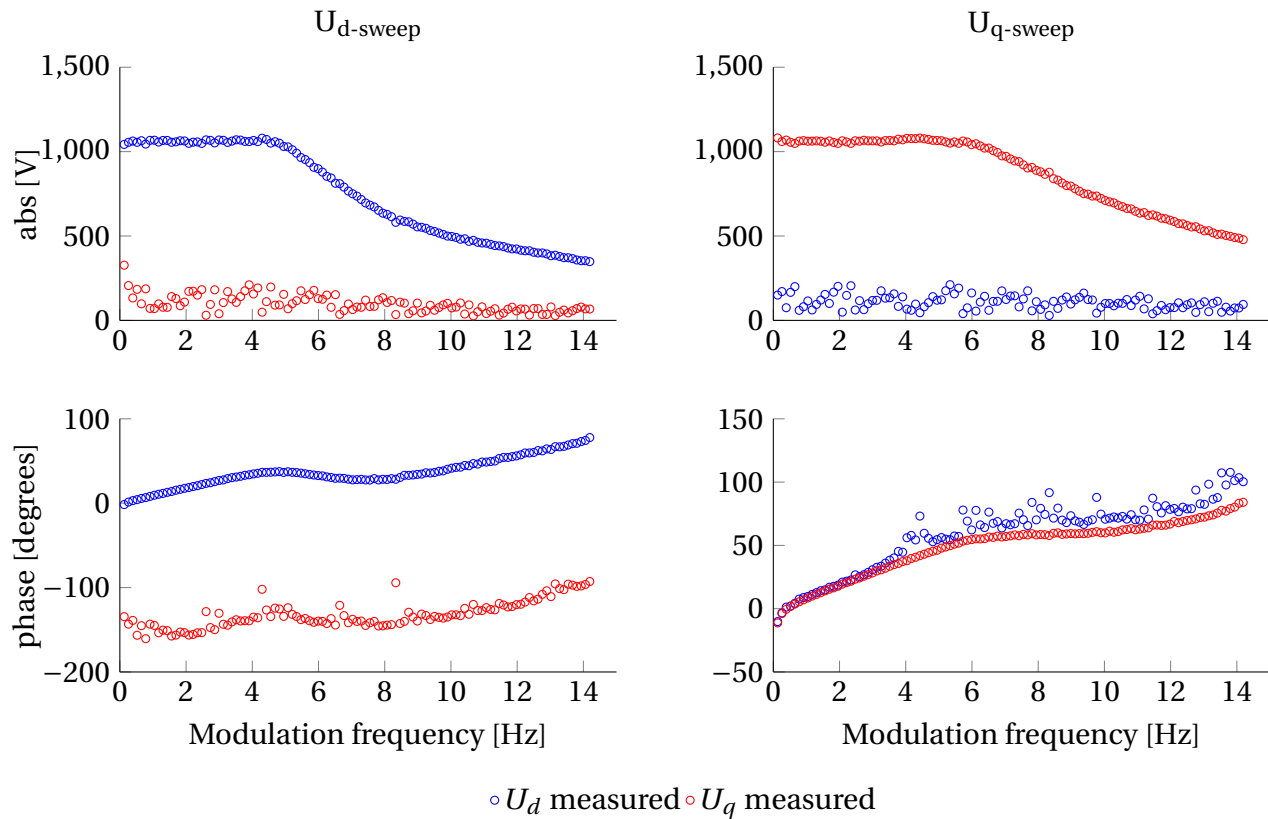 U_d-sweep
U_q-sweep
1,500
1,000
500
0
abs [V]
0 2 4 6 8 10 12 14
1,500
1,000
500
0
0 2 4 6 8 10 12 14
100
0
−100
−200
phase [degrees]
0 2 4 6 8 10 12 14
Modulation frequency [Hz]
150
100
50
0
−50
0 2 4 6 8 10 12 14
Modulation frequency [Hz]
U_d measured U_q measured